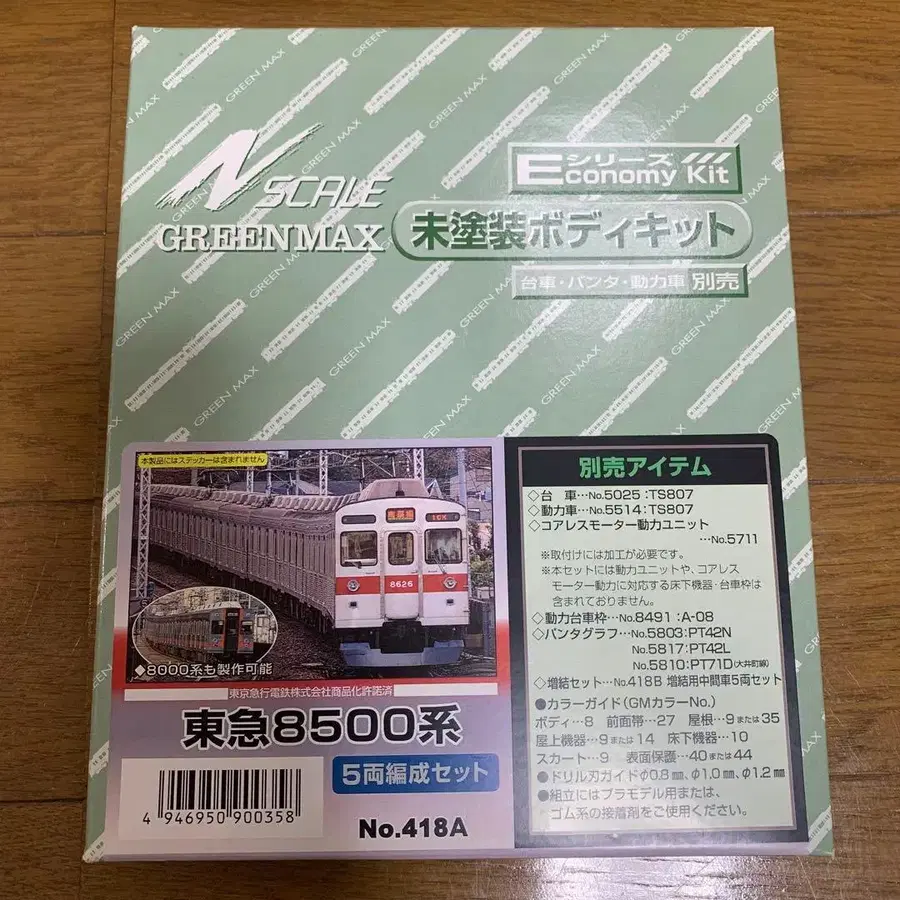 N SCALE
GREENMAX
Eシリーズ
Economy Kit
未塗装ボディキット
台車・パンタ・動力車 別売
本製品にはステッカーは含まれません
急行
8626
◆8000系も製作可能
東京急行電鉄株式会社商品化許諾済
東急8500系
5両編成セット
4 946950 900358
No.418A
別売アイテム
◇台 車…No.5025:TS807
◇動力車…No.5514:TS807
◇コアレスモーター動力ユニット
…No.5711
※取付けには加工が必要です。
※本セットには動力ユニットや、コアレス
モーター動力に対応する床下機器・台車枠は
含まれておりません。
◇動力台車枠…No.8491:A-08
◇パンタグラフ…No.5803:PT42N
No.5817:PT42L
No.5810:PT71D(大井町線)
◇増結セット…No.418B 増結用中間車5両セット
●カラーガイド(GMカラーNo.)
ボディ…8 前面帯…27 屋根…9または35
屋上機器…9または14 床下機器…10
スカート…9 表面保護…40または44
●ドリル刃ガイドφ0.8㎜、φ1.0㎜、φ1.2㎜
●組立にはプラモデル用または、
ゴム系の接着剤をご使用ください。
GREEN MAX